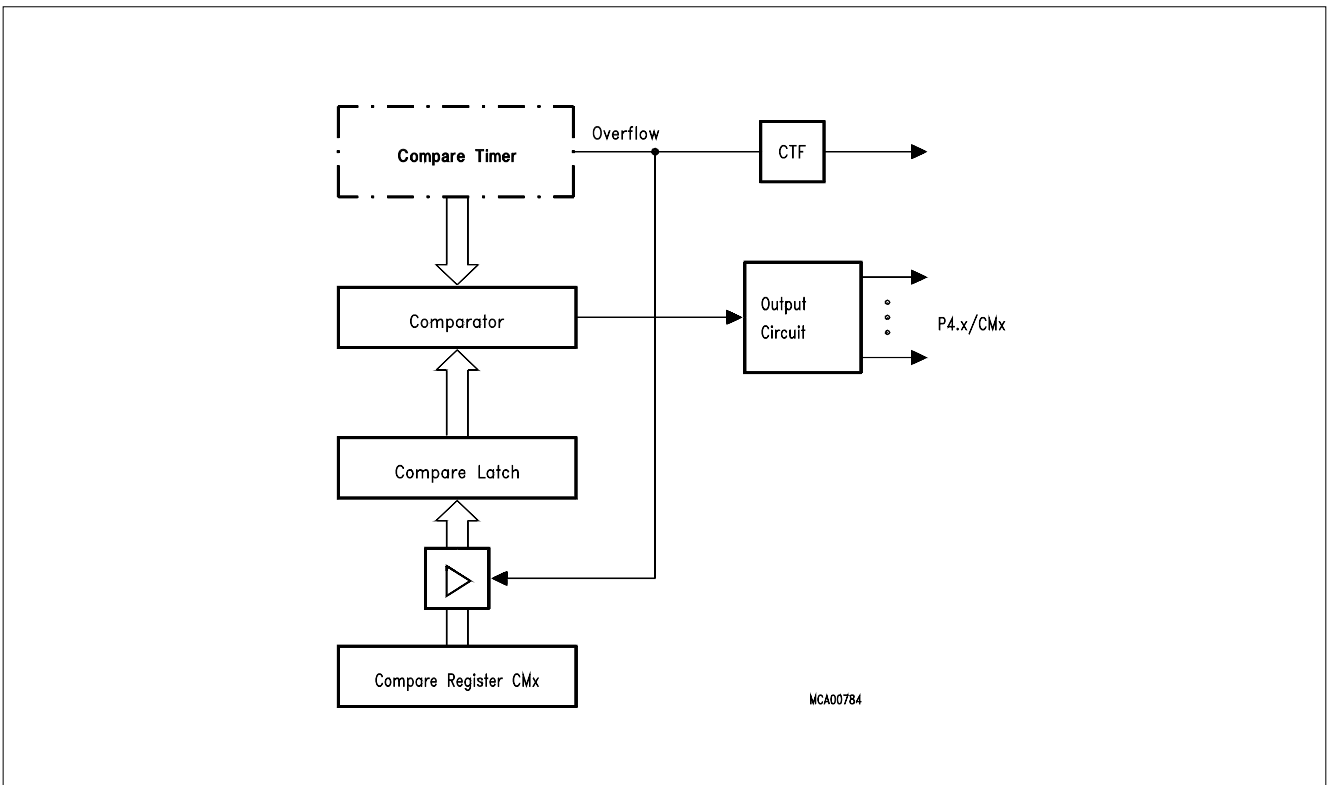 Overflow
Compare Timer
CTF
Comparator
Output
Circuit
P4.x/CMx
Compare Latch
Compare Register CMx
MCA00784